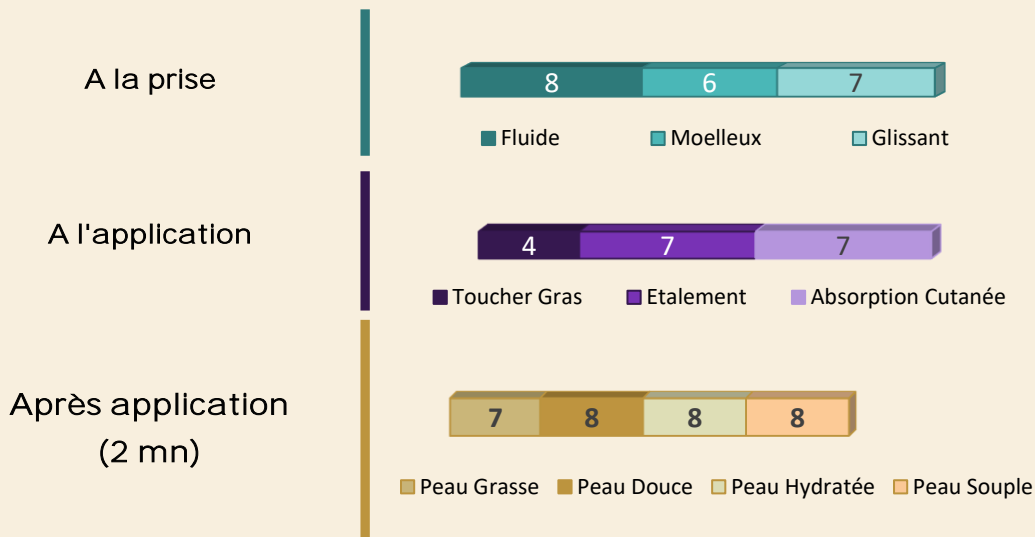 A la prise
8 6 7
Fluide Moelleux Glissant
A l'application
4 7 7
Toucher Gras Etalement Absorption Cutanée
Après application
(2 mn)
7 8 8 8
Peau Grasse Peau Douce Peau Hydratée Peau Souple